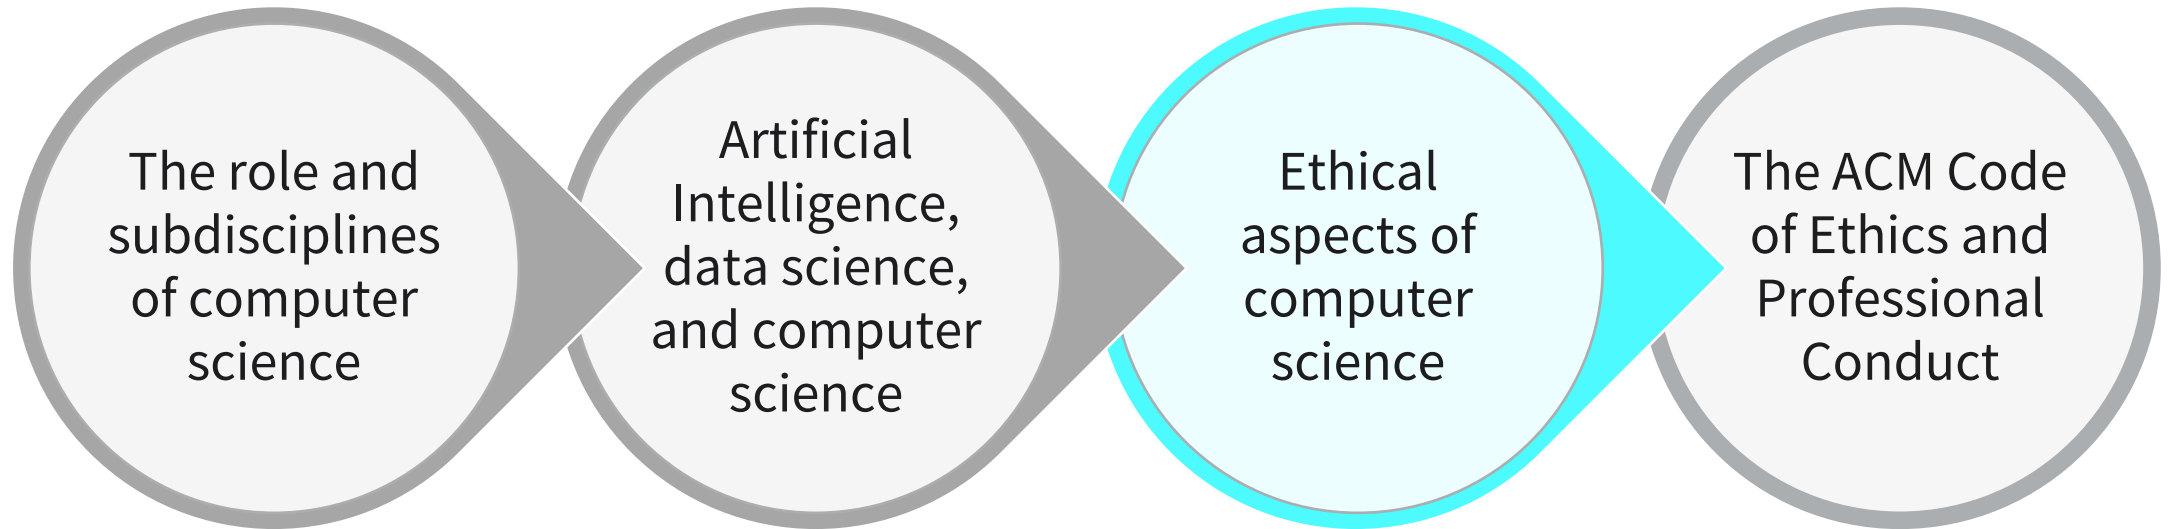 The role and
subdisciplines
of computer
science
Artificial
Intelligence,
data science,
and computer
science
Ethical
aspects of
computer
science
The ACM Code
of Ethics and
Professional
Conduct